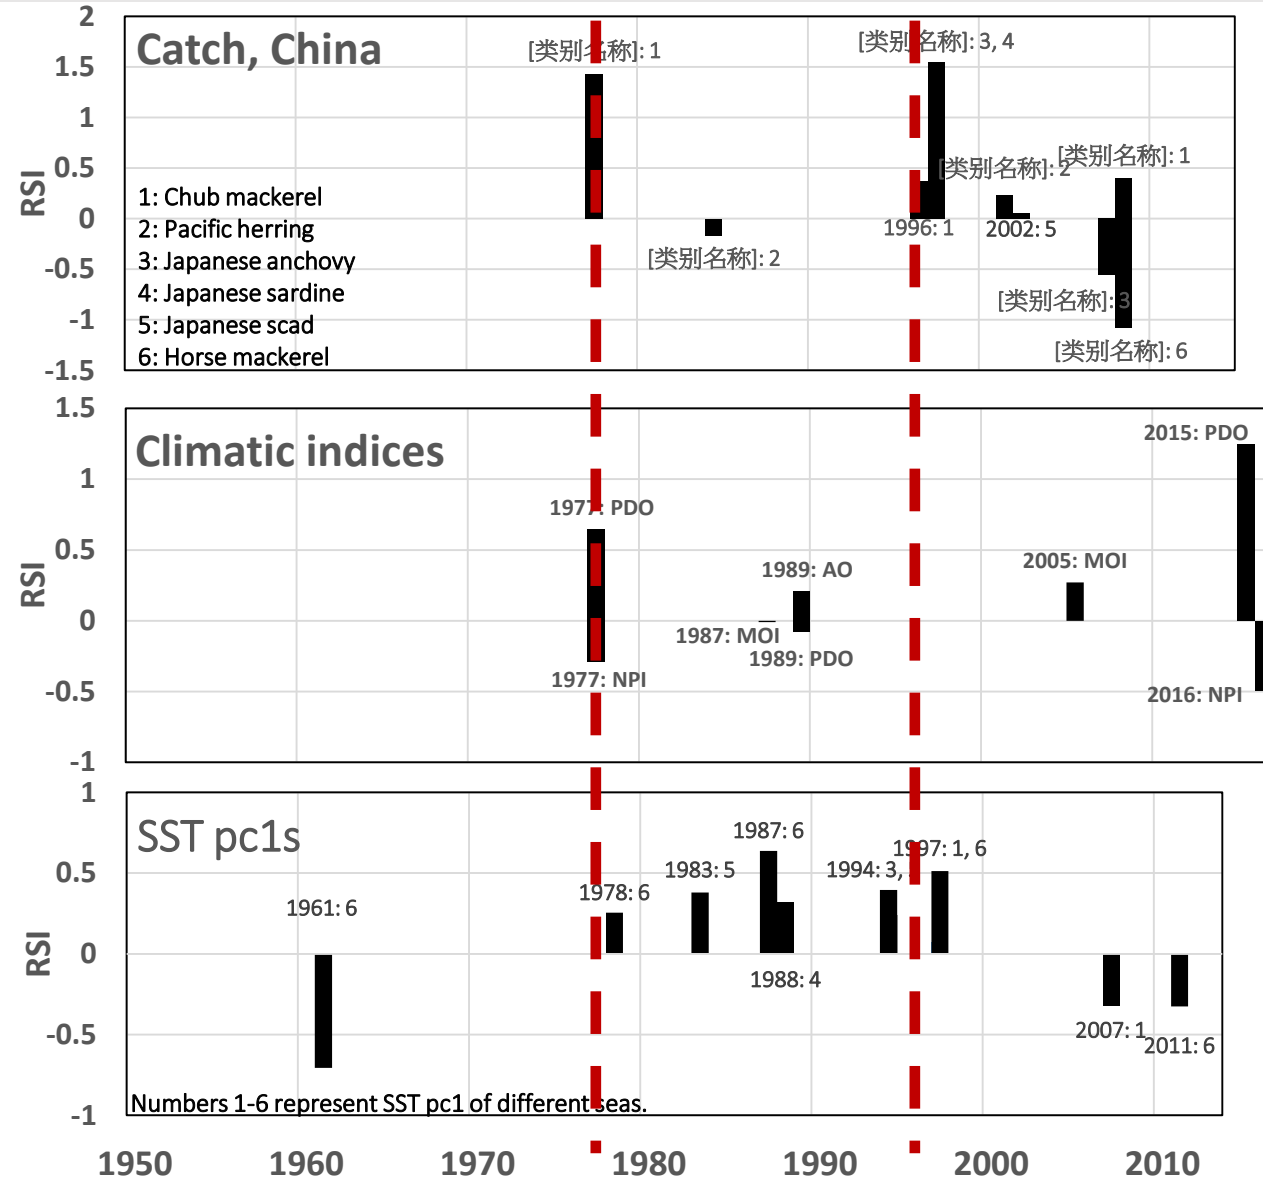 2
1.5
1
0.5
0
-0.5
-1
-1.5
RSI
Catch, China
[类别名称]: 1
[类别名称]: 3, 4
[类别名称]: 2
[类别名称]: 1
1996: 1
2002: 5
[类别名称]: 2
[类别名称]: 3
[类别名称]: 6
1: Chub mackerel
2: Pacific herring
3: Japanese anchovy
4: Japanese sardine
5: Japanese scad
6: Horse mackerel
1.5
1
0.5
0
-0.5
-1
RSI
Climatic indices
2015: PDO
1977: PDO
1989: AO
2005: MOI
1987: MOI
1989: PDO
1977: NPI
2016: NPI
1
0.5
0
-0.5
-1
RSI
SST pc1s
1987: 6
1997: 1, 6
1983: 5
1994: 3,
1978: 6
1961: 6
1988: 4
2007: 1
2011: 6
Numbers 1-6 represent SST pc1 of different seas.
1950 1960 1970 1980 1990 2000 2010